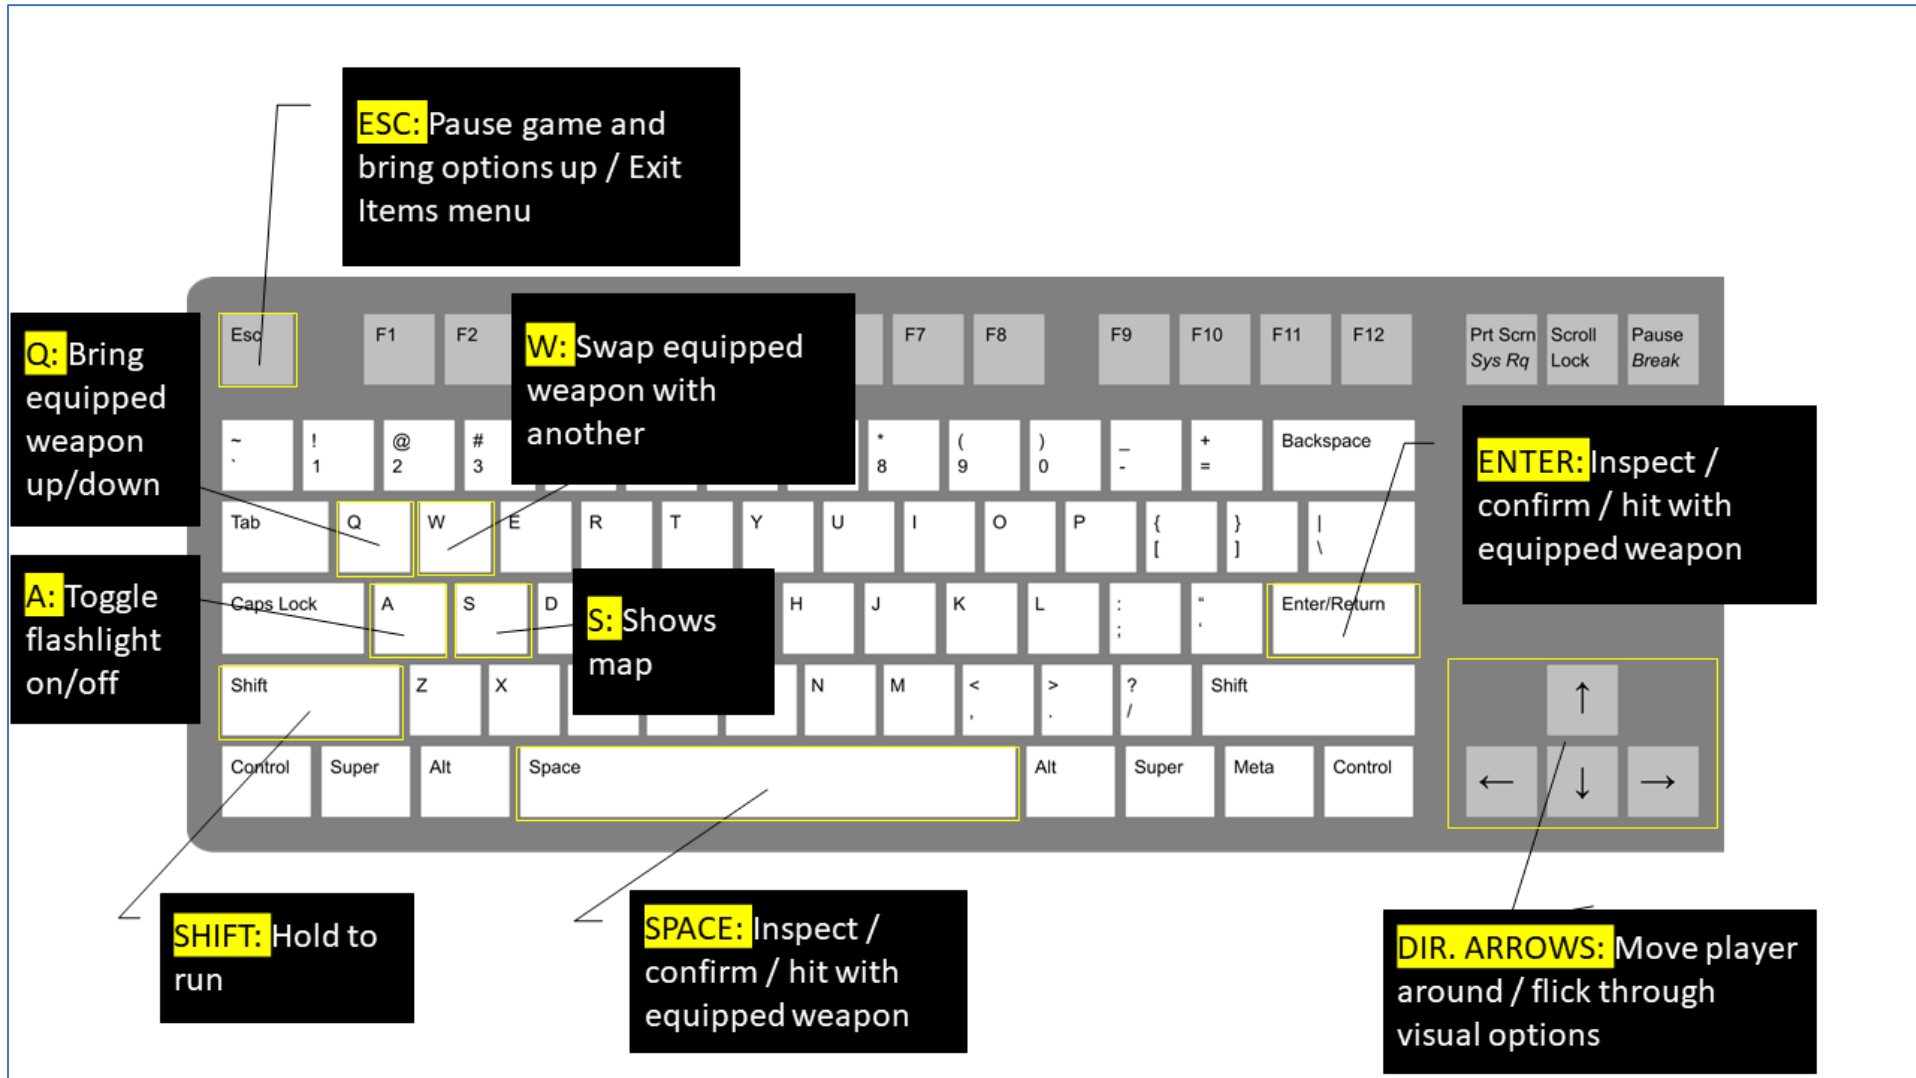 ESC: Pause game and
bring options up / Exit
Items menu
Q: Bring
equipped
weapon
up/down
W: Swap equipped
weapon with
another
ENTER: Inspect /
confirm / hit with
equipped weapon
A: Toggle
flashlight
on/off
S: Shows
map
SHIFT: Hold to
run
SPACE: Inspect /
confirm / hit with
equipped weapon
DIR. ARROWS: Move player
around / flick through
visual options
Esc F1 F2 F7 F8 F9 F10 F11 F12 Prt Scrn Scroll Pause
Sys Rq Lock Break
~ ! @ # * ( ) _ + Backspace
` 1 2 3 8 9 0 - =
Tab Q W E R T Y U I O P { } |
[ ] \
Caps Lock A S D H J K L : “ Enter/Return
; ‘
Shift Z X N M < > ? Shift ↑
, . /
Control Super Alt Space Alt Super Meta Control ← ↓ →